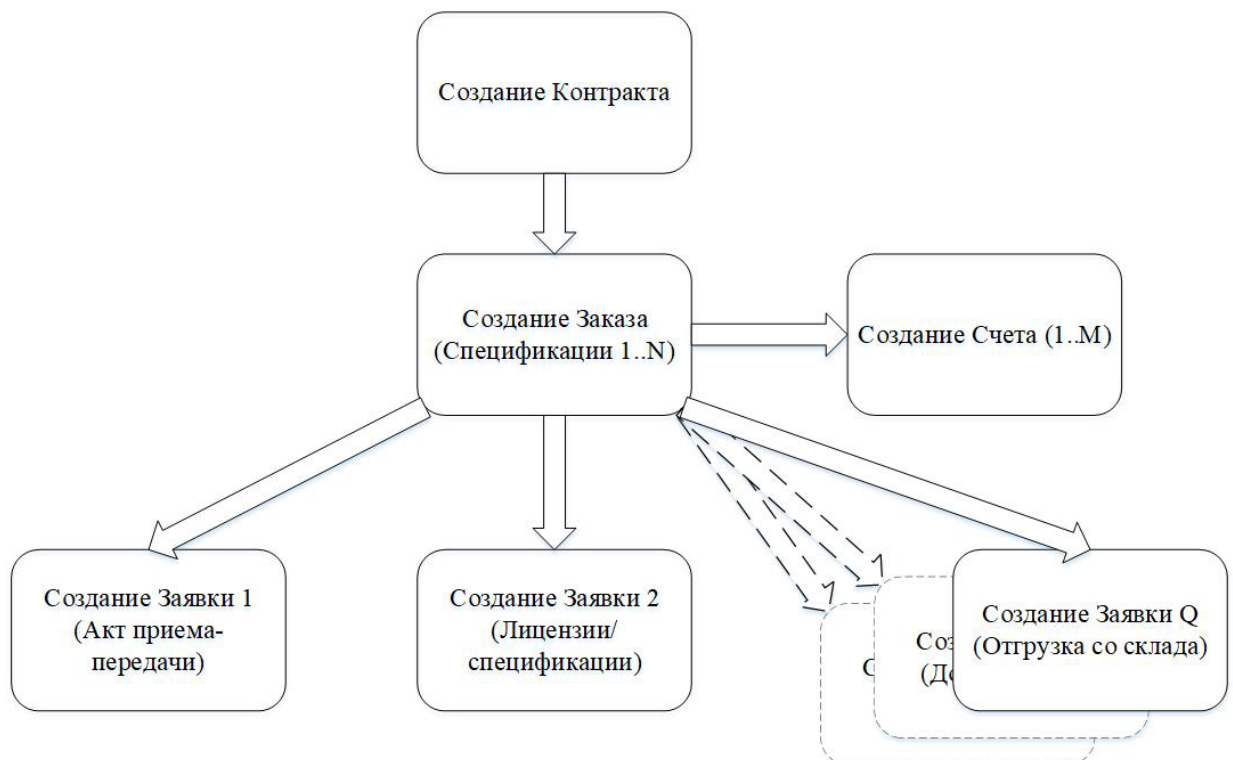 Создание Контракта
Создание Заказа
(Спецификации 1..N)
Создание Счета (1..M)
Создание Заявки 1
(Акт приема-
передачи)
Создание Заявки 2
(Лицензии/
спецификации)
Создание Заявки Q
(Отгрузка со склада)